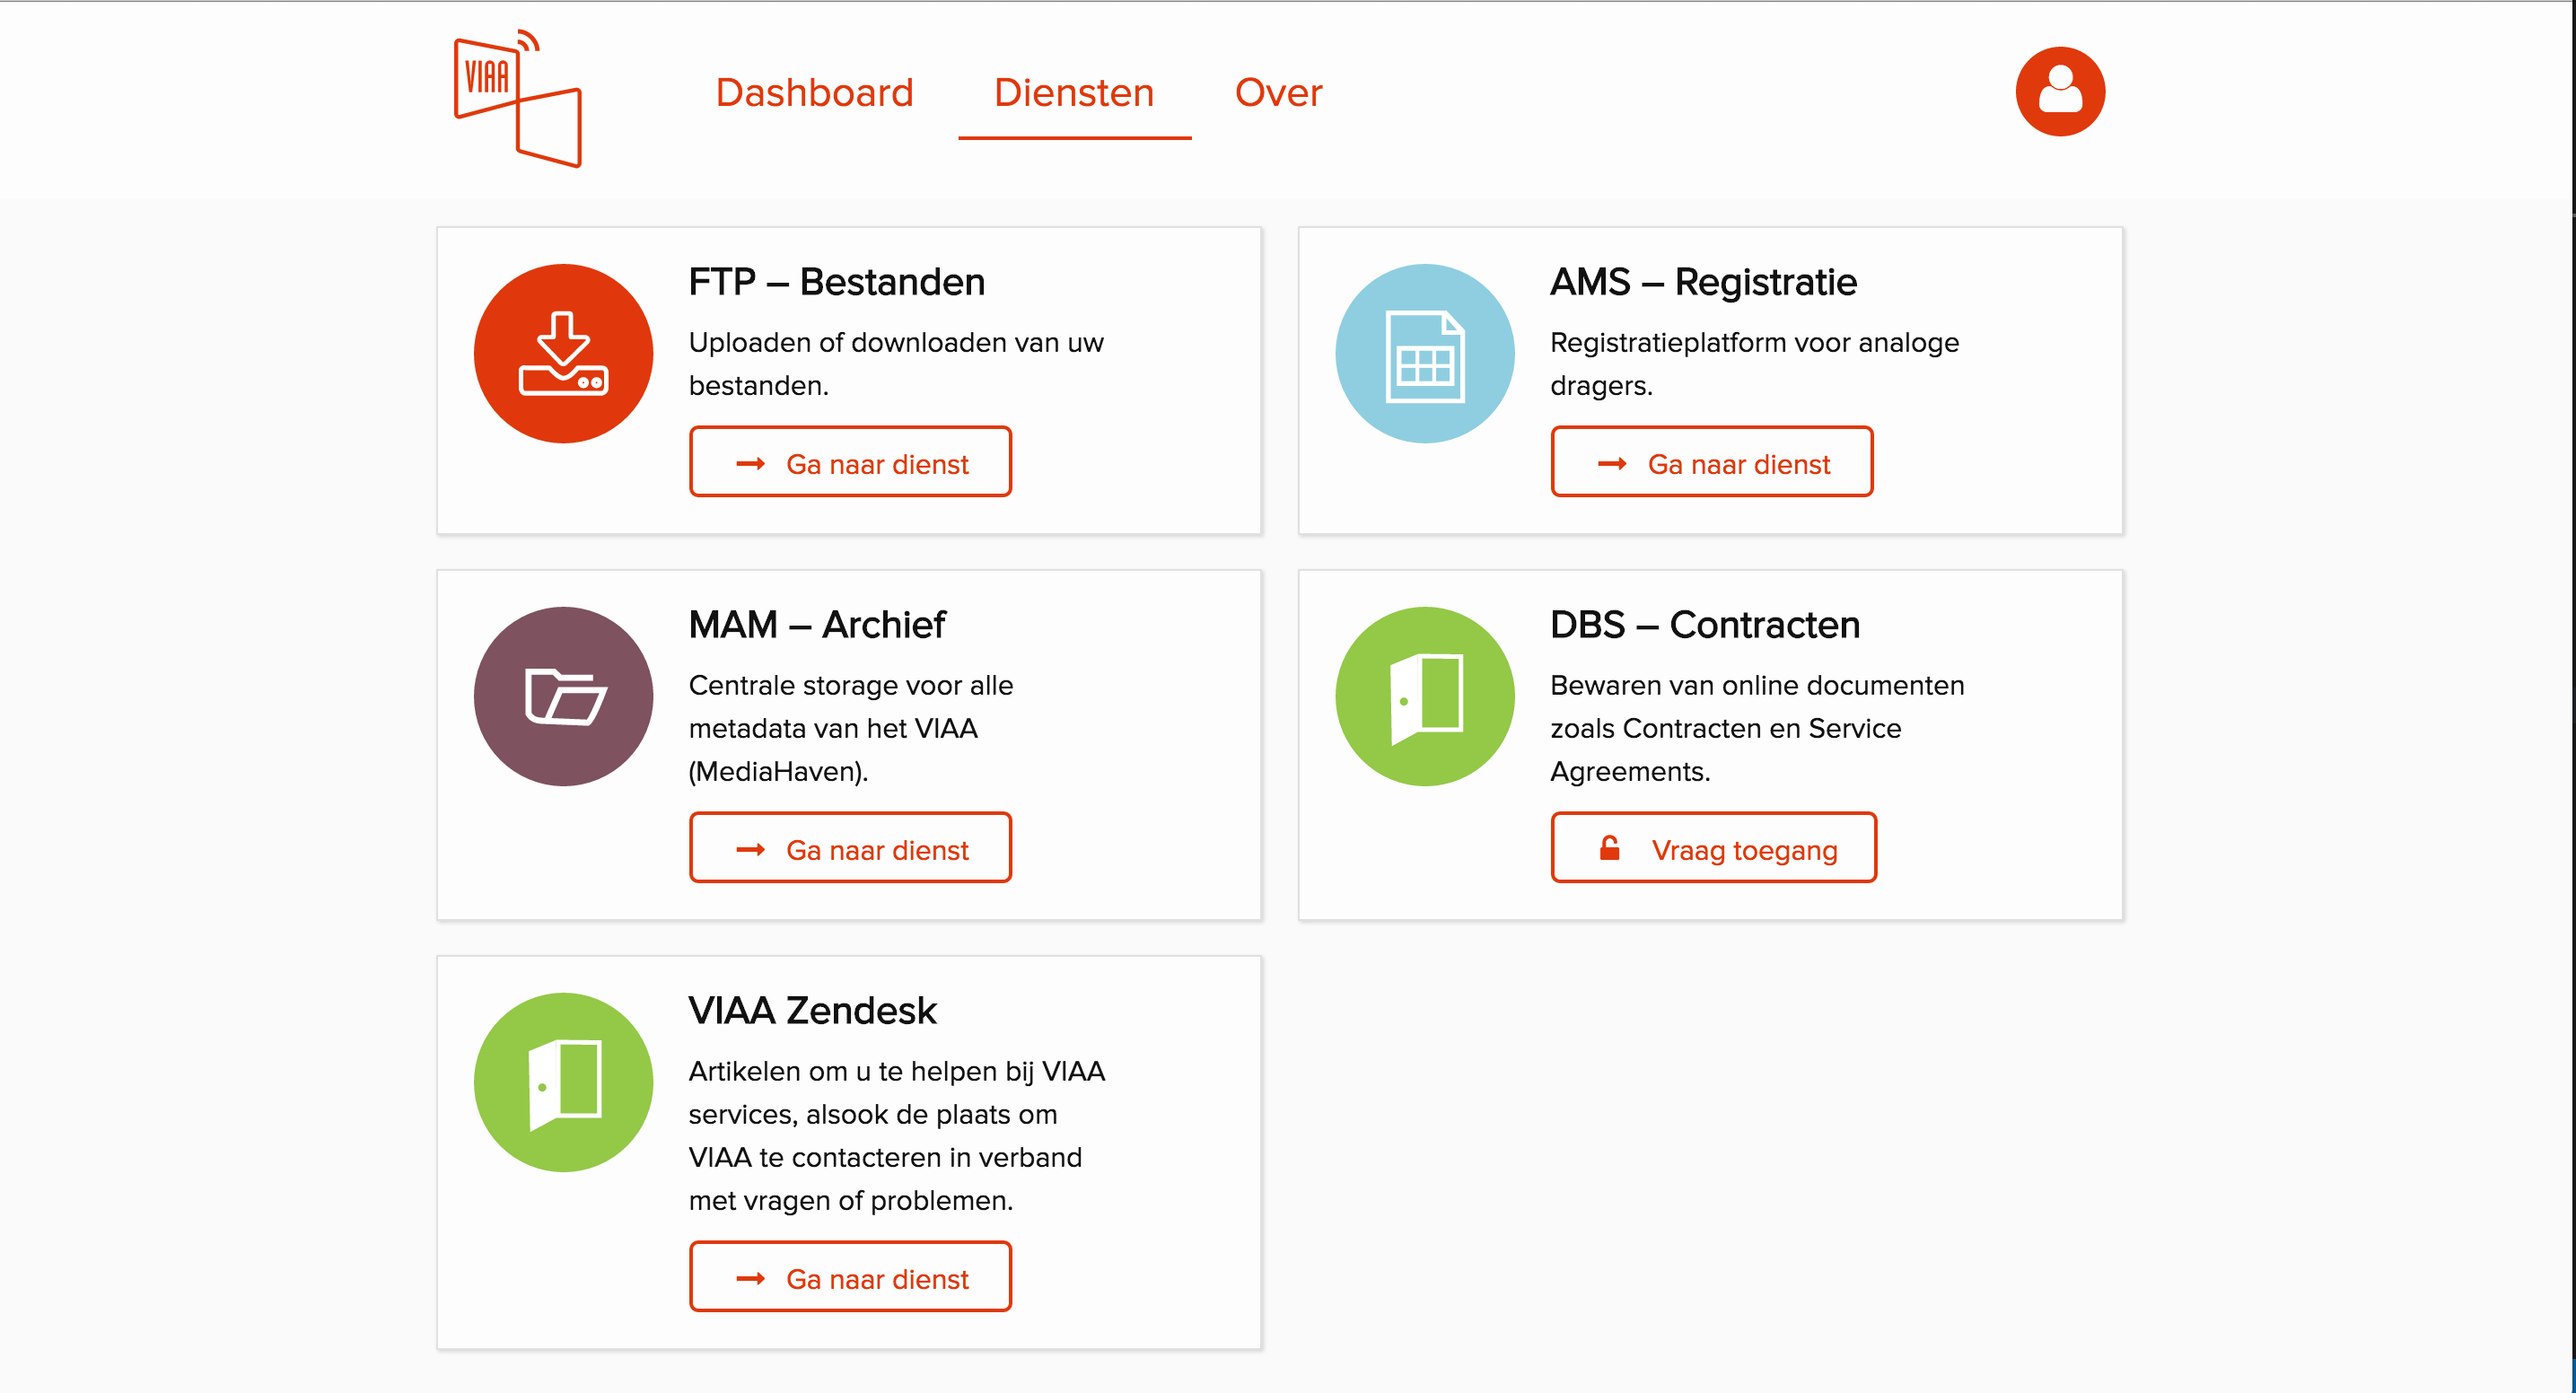 VIAA
Dashboard
Diensten
Over
FTP – Bestanden
Uploaden of downloaden van uw
bestanden.
Ga naar dienst
AMS – Registratie
Registratieplatform voor analoge
dragers.
Ga naar dienst
MAM – Archief
Centrale storage voor alle
metadata van het VIAA
(MediaHaven).
Ga naar dienst
DBS – Contracten
Bewaren van online documenten
zoals Contracten en Service
Agreements.
Vraag toegang
VIAA Zendesk
Artikelen om u te helpen bij VIAA
services, alsook de plaats om
VIAA te contacteren in verband
met vragen of problemen.
Ga naar dienst